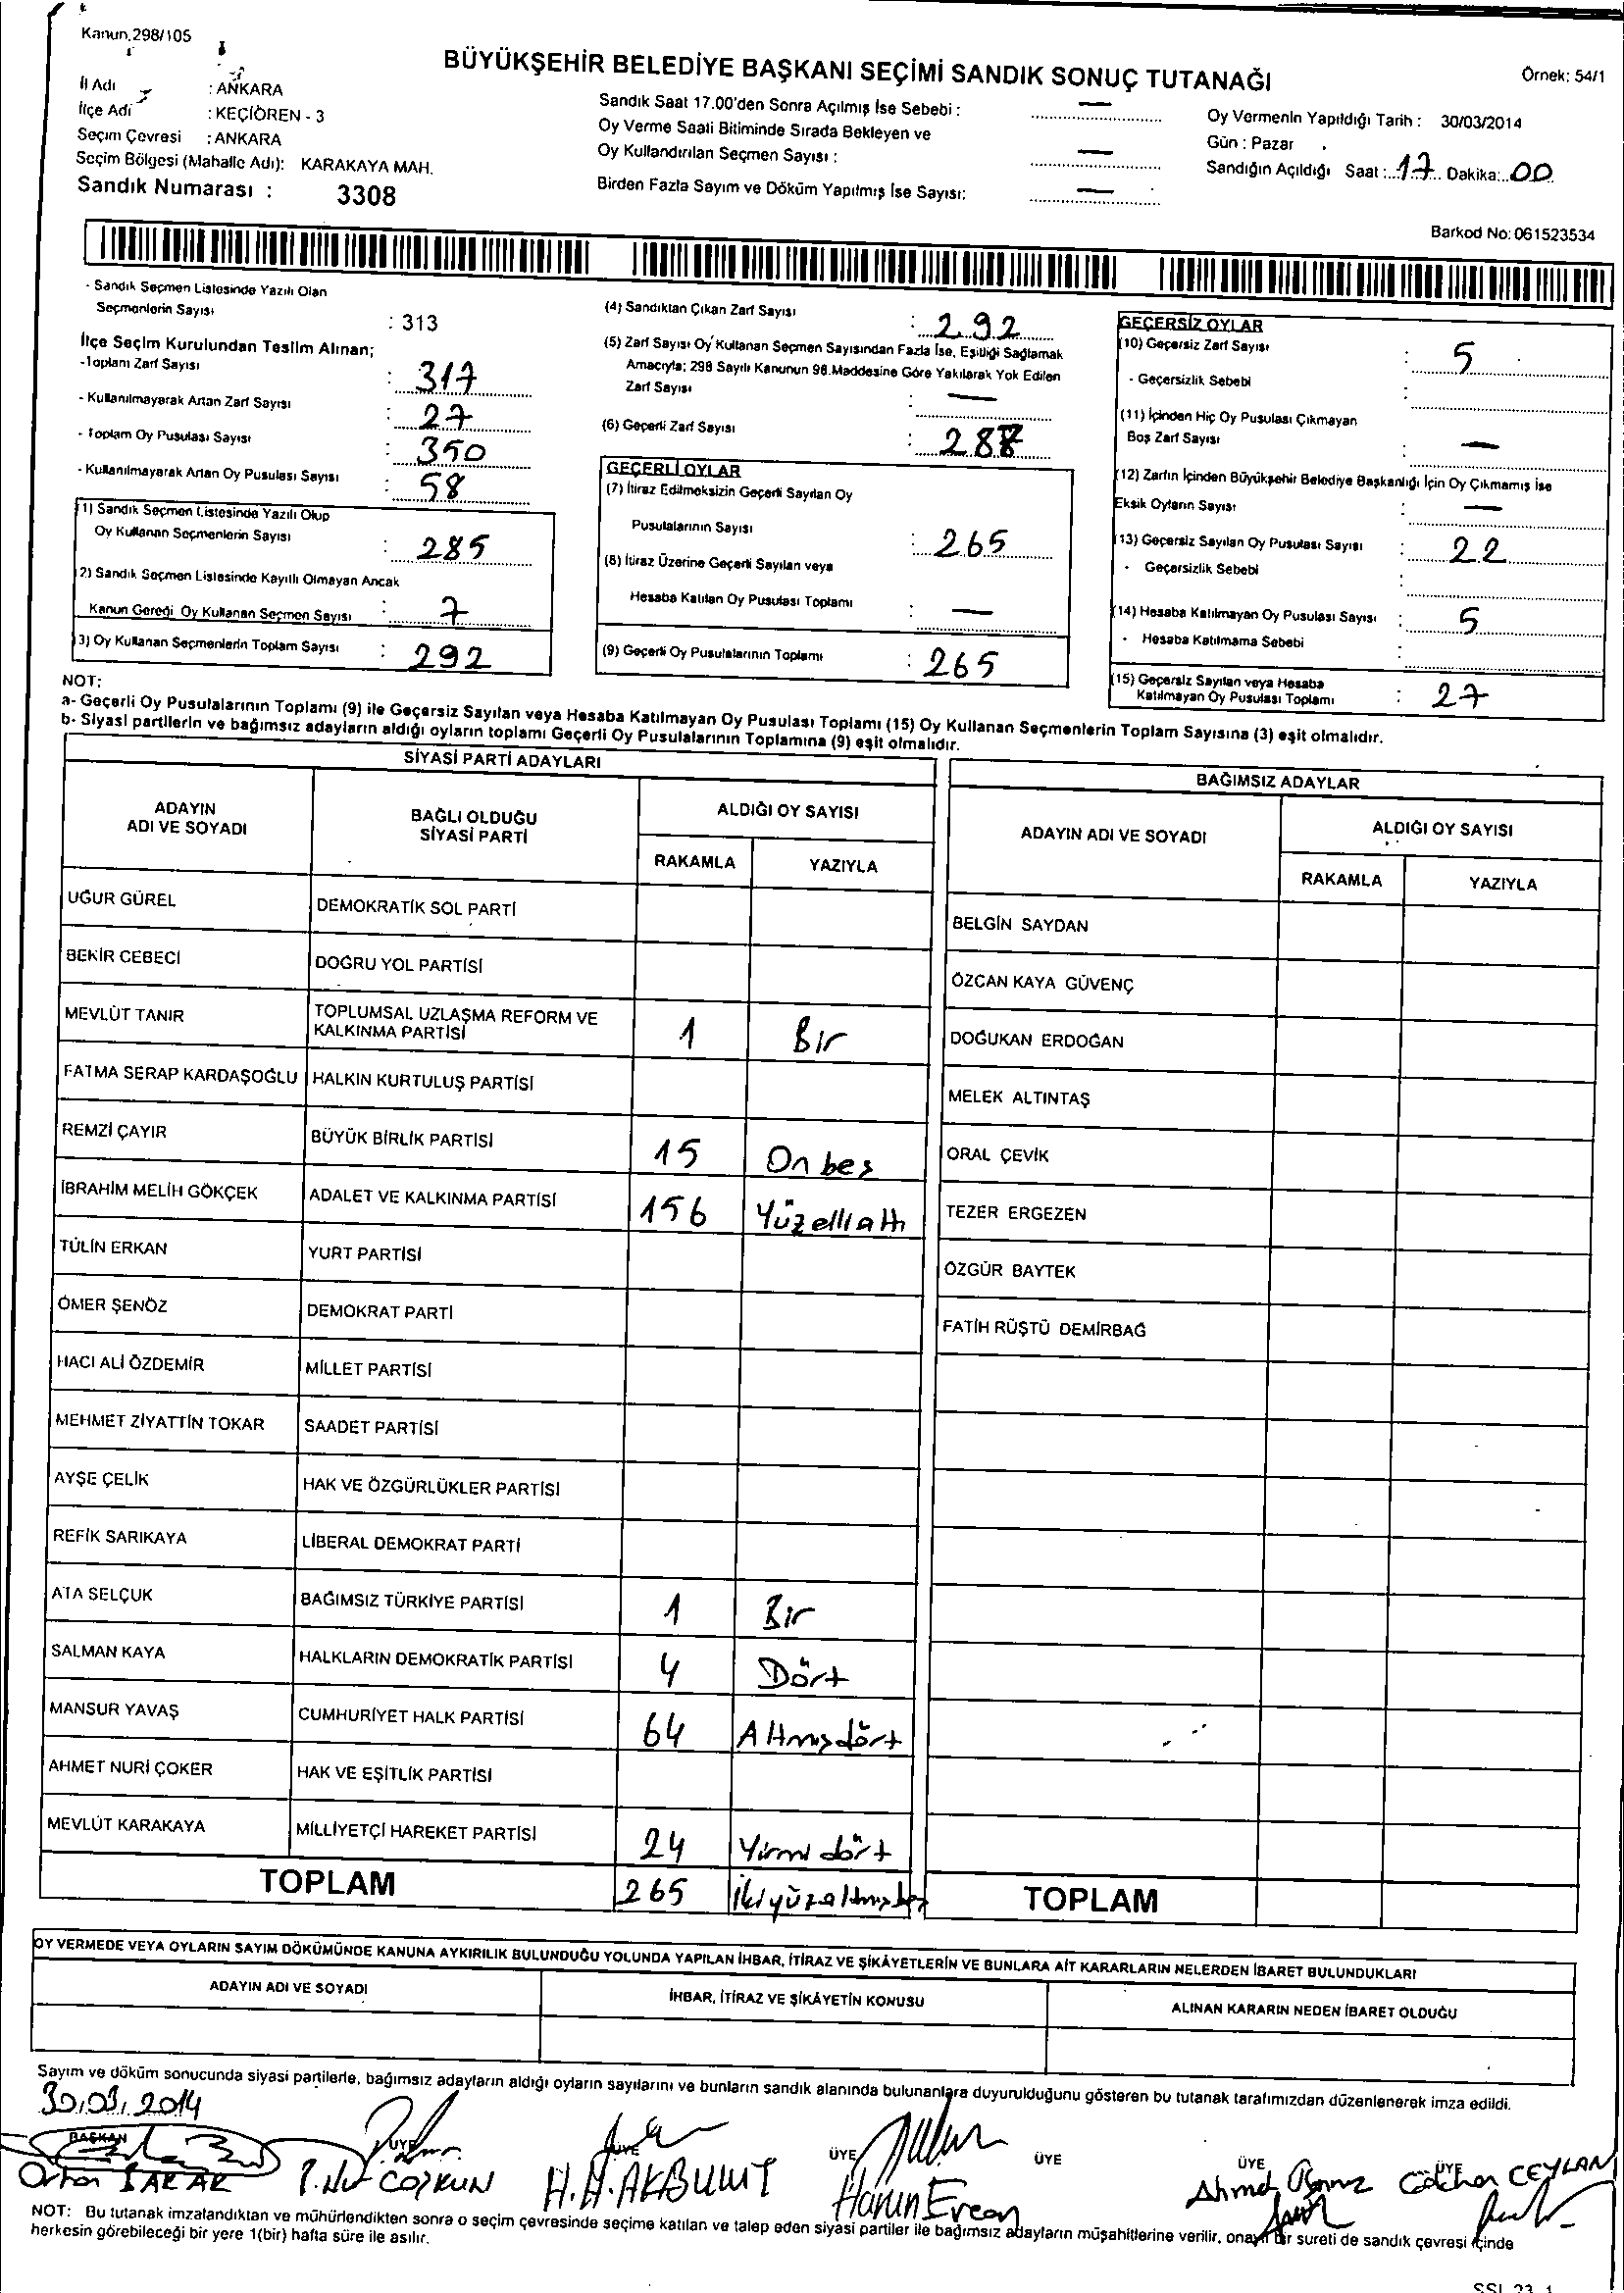 Kanun.298/105
BÜYÜKŞEHİR BELEDİYE BAŞKANI SEÇİMİ SANDIK SONUÇ TUTANAĞI
Örnek: 54/1
İl Adı : ANKARA
İlçe Adı : KEÇİÖREN - 3
Seçim Çevresi : ANKARA
Seçim Bölgesi (Mahalle Adı): KARAKAYA MAH.
Sandık Numarası : 3308
Sandık Saat 17.00'den Sonra Açılmış İse Sebebi : —
Oy Verme Saati Bitiminde Sırada Bekleyen ve
Oy Kullandırılan Seçmen Sayısı : —
Birden Fazla Sayım ve Döküm Yapılmış İse Sayısı: —
Oy Vermenin Yapıldığı Tarih : 30/03/2014
Gün : Pazar
Sandığın Açıldığı Saat : 17 Dakika: 00
Barkod No: 061523534
- Sandık Seçmen Listesinde Yazılı Olan
Seçmenlerin Sayısı : 313
İlçe Seçim Kurulundan Teslim Alınan;
-Toplam Zarf Sayısı : 317
- Kullanılmayarak Artan Zarf Sayısı : 27
- Toplam Oy Pusulası Sayısı : 350
- Kullanılmayarak Artan Oy Pusulası Sayısı : 58
(1) Sandık Seçmen Listesinde Yazılı Olup
Oy Kullanan Seçmenlerin Sayısı : 285
2) Sandık Seçmen Listesinde Kayıtlı Olmayan Ancak
Kanun Gereği Oy Kullanan Seçmen Sayısı : 7
3) Oy Kullanan Seçmenlerin Toplam Sayısı : 292
(4) Sandıktan Çıkan Zarf Sayısı : 292
(5) Zarf Sayısı Oy Kullanan Seçmen Sayısından Fazla İse, Eşitliği Sağlamak
Amacıyla; 298 Sayılı Kanunun 98.Maddesine Göre Yakılarak Yok Edilen
Zarf Sayısı : —
(6) Geçerli Zarf Sayısı : 287
GEÇERLİ OYLAR
(7) İtiraz Edilmeksizin Geçerli Sayılan Oy
Pusulalarının Sayısı : 265
(8) İtiraz Üzerine Geçerli Sayılan veya
Hesaba Katılan Oy Pusulası Toplamı : —
(9) Geçerli Oy Pusulalarının Toplamı : 265
GEÇERSİZ OYLAR
(10) Geçersiz Zarf Sayısı : 5
- Geçersizlik Sebebi :
(11) İçinden Hiç Oy Pusulası Çıkmayan
Boş Zarf Sayısı : —
(12) Zarfın İçinden Büyükşehir Belediye Başkanlığı İçin Oy Çıkmamış İse
Eksik Oyların Sayısı : —
(13) Geçersiz Sayılan Oy Pusulası Sayısı : 22
- Geçersizlik Sebebi :
(14) Hesaba Katılmayan Oy Pusulası Sayısı : 5
- Hesaba Katılmama Sebebi :
(15) Geçersiz Sayılan veya Hesaba
Katılmayan Oy Pusulası Toplamı : 27
NOT:
a- Geçerli Oy Pusulalarının Toplamı (9) ile Geçersiz Sayılan veya Hesaba Katılmayan Oy Pusulası Toplamı (15) Oy Kullanan Seçmenlerin Toplam Sayısına (3) eşit olmalıdır.
b- Siyasi partilerin ve bağımsız adayların aldığı oyların toplamı Geçerli Oy Pusulalarının Toplamına (9) eşit olmalıdır.
SİYASİ PARTİ ADAYLARI
ADAYIN ADI VE SOYADI BAĞLI OLDUĞU SİYASİ PARTİ ALDIĞI OY SAYISI
RAKAMLA YAZIYLA
UĞUR GÜREL DEMOKRATİK SOL PARTİ
BEKİR CEBECİ DOĞRU YOL PARTİSİ
MEVLÜT TANIR TOPLUMSAL UZLAŞMA REFORM VE KALKINMA PARTİSİ 1 Bir
FATMA SERAP KARDAŞOĞLU HALKIN KURTULUŞ PARTİSİ
REMZİ ÇAYIR BÜYÜK BİRLİK PARTİSİ 15 Onbeş
İBRAHİM MELİH GÖKÇEK ADALET VE KALKINMA PARTİSİ 156 Yüzellialtı
TÜLİN ERKAN YURT PARTİSİ
ÖMER ŞENÖZ DEMOKRAT PARTİ
HACI ALİ ÖZDEMİR MİLLET PARTİSİ
MEHMET ZİYATTİN TOKAR SAADET PARTİSİ
AYŞE ÇELİK HAK VE ÖZGÜRLÜKLER PARTİSİ
REFİK SARIKAYA LİBERAL DEMOKRAT PARTİ
ATA SELÇUK BAĞIMSIZ TÜRKİYE PARTİSİ 1 Bir
SALMAN KAYA HALKLARIN DEMOKRATİK PARTİSİ 4 Dört
MANSUR YAVAŞ CUMHURİYET HALK PARTİSİ 64 Altmışdört
AHMET NURİ ÇOKER HAK VE EŞİTLİK PARTİSİ
MEVLÜT KARAKAYA MİLLİYETÇİ HAREKET PARTİSİ 24 Yirmidört
TOPLAM 265 İkiyüzaltmışbeş
BAĞIMSIZ ADAYLAR
ADAYIN ADI VE SOYADI ALDIĞI OY SAYISI
RAKAMLA YAZIYLA
BELGİN SAYDAN
ÖZCAN KAYA GÜVENÇ
DOĞUKAN ERDOĞAN
MELEK ALTINTAŞ
ORAL ÇEVİK
TEZER ERGEZEN
ÖZGÜR BAYTEK
FATİH RÜŞTÜ DEMİRBAĞ
TOPLAM
OY VERMEDE VEYA OYLARIN SAYIM DÖKÜMÜNDE KANUNA AYKIRILIK BULUNDUĞU YOLUNDA YAPILAN İHBAR, İTİRAZ VE ŞİKÂYETLERİN VE BUNLARA AİT KARARLARIN NELERDEN İBARET BULUNDUKLARI
ADAYIN ADI VE SOYADI İHBAR, İTİRAZ VE ŞİKÂYETİN KONUSU ALINAN KARARIN NEDEN İBARET OLDUĞU
Sayım ve döküm sonucunda siyasi partilerle, bağımsız adayların aldığı oyların sayılarını ve bunların sandık alanında bulunanlara duyurulduğunu gösteren bu tutanak tarafımızdan düzenlenerek imza edildi.
30,03,2014
BAŞKAN ÜYE ÜYE ÜYE ÜYE ÜYE ÜYE
P.Nur COŞKUN H.H.AKBULUT Harun Ercan Ahmet Gökhan CEYLAN
NOT: Bu tutanak imzalandıktan ve mühürlendikten sonra o seçim çevresinde seçime katılan ve talep eden siyasi partiler ile bağımsız adayların müşahitlerine verilir, onaylı bir sureti de sandık çevresi içinde
herkesin görebileceği bir yere 1(bir) hafta süre ile asılır.